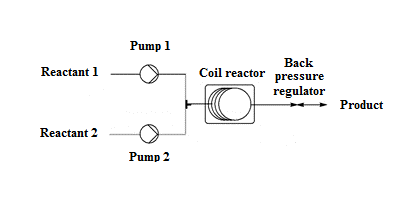 Pump 1
Reactant 1
Coil reactor
Back
pressure
regulator
Product
Reactant 2
Pump 2